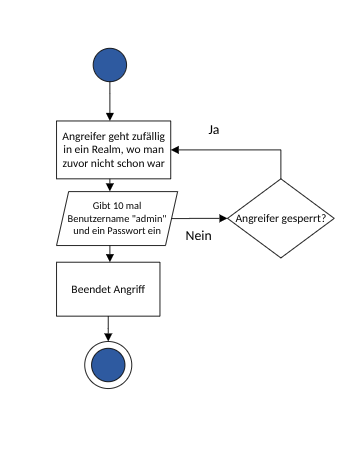 Ja
Angreifer geht zufällig
in ein Realm, wo man
zuvor nicht schon war
Gibt 10 mal
Benutzername "admin"
und ein Passwort ein
Angreifer gesperrt?
Nein
Beendet Angriff